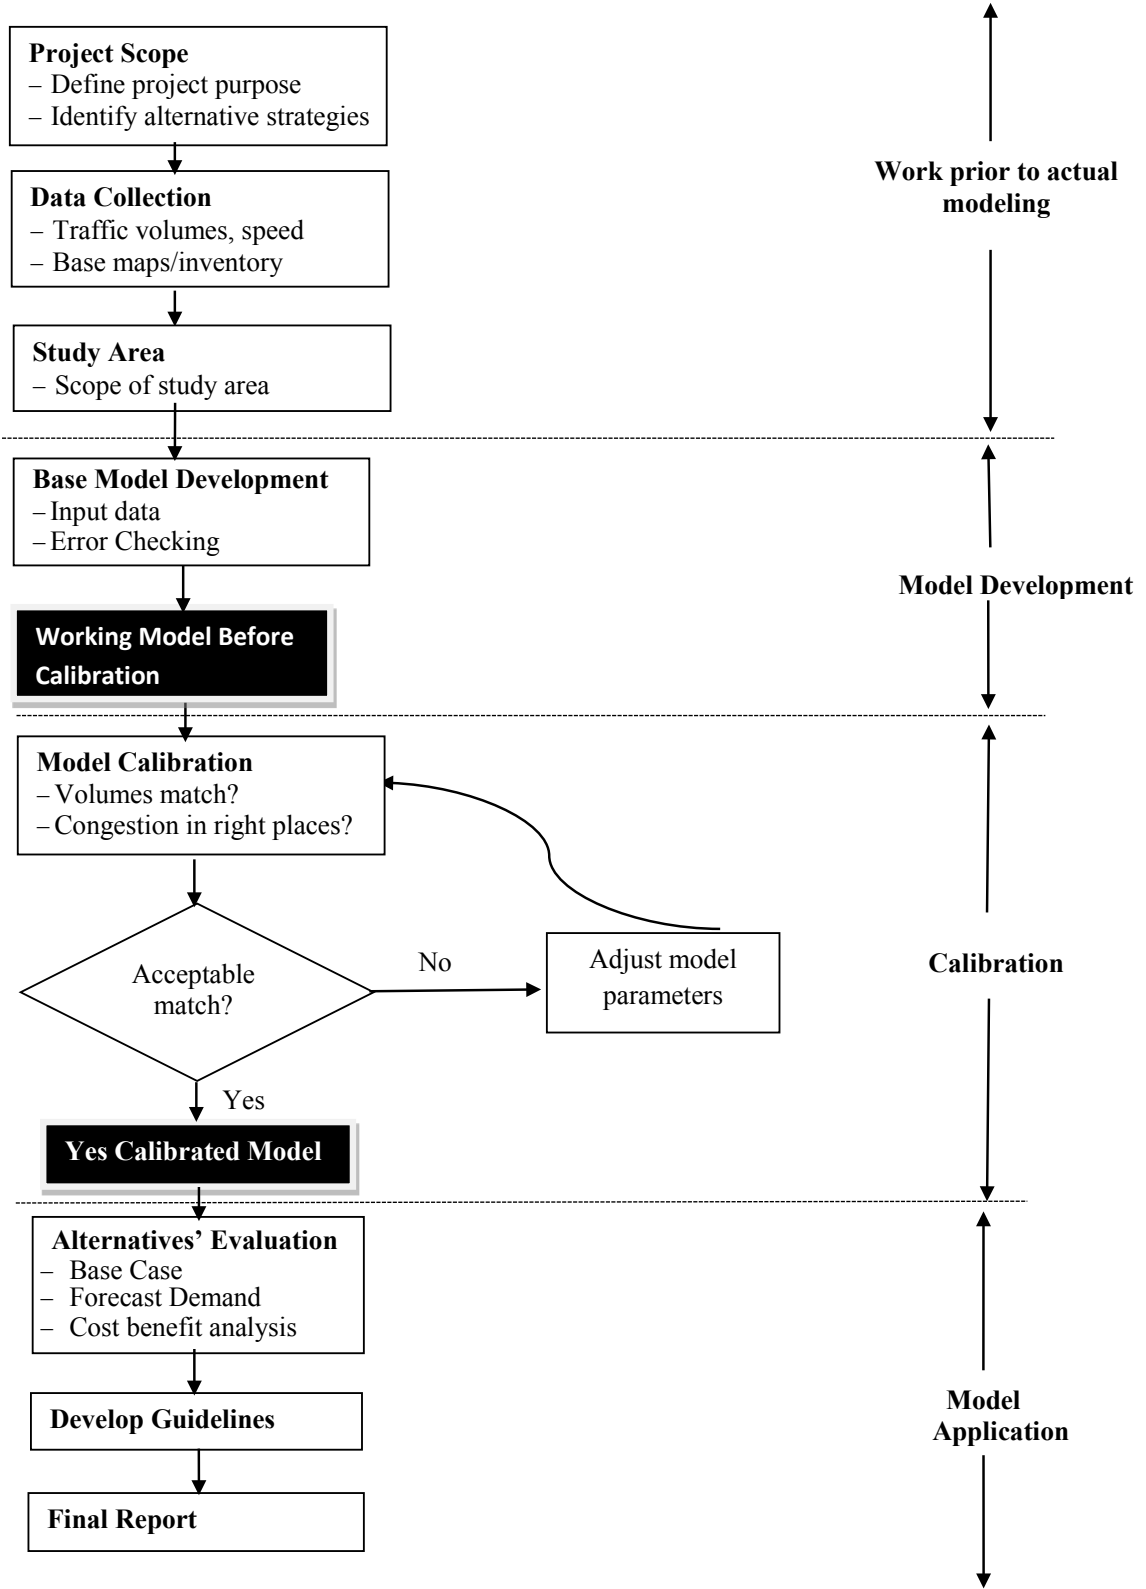 Project Scope
– Define project purpose
– Identify alternative strategies
Work prior to actual
modeling
Data Collection
– Traffic volumes, speed
– Base maps/inventory
Study Area
– Scope of study area
Base Model Development
– Input data
– Error Checking
Model Development
Working Model Before
Calibration
Model Calibration
– Volumes match?
– Congestion in right places?
Acceptable
match?
No
Adjust model
parameters
Calibration
Yes
Yes Calibrated Model
Alternatives’ Evaluation
– Base Case
– Forecast Demand
– Cost benefit analysis
Develop Guidelines
Model
Application
Final Report